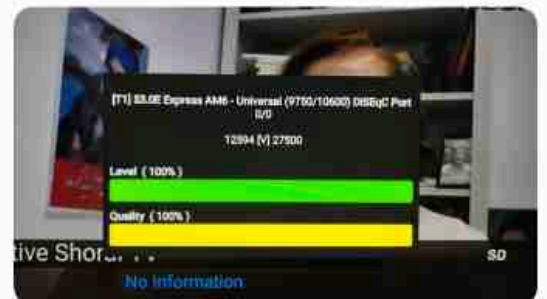 [T1] 53.0E Express AM6 - Universal (9750/10600) DiSEqC Port
0/0
12594 [V] 27500
Level ( 100% )
Quality ( 100% )
SD
No Information